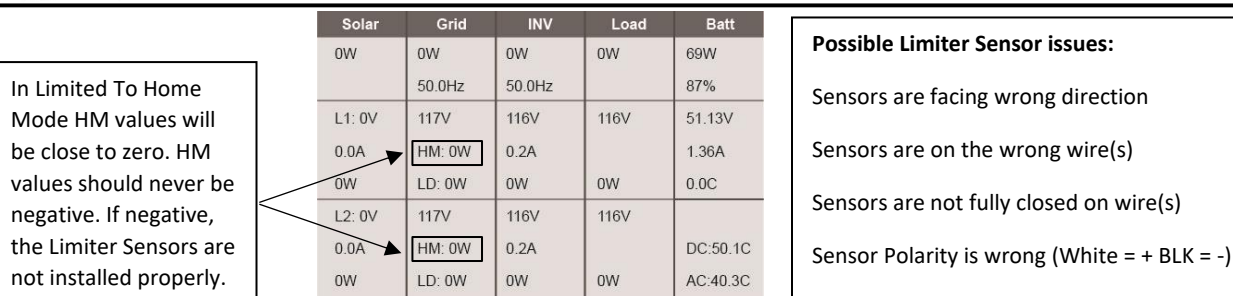 In Limited To Home
Mode HM values will
be close to zero. HM
values should never be
negative. If negative,
the Limiter Sensors are
not installed properly.
Solar Grid INV Load Batt
0W 0W 0W 0W 69W
50.0Hz 50.0Hz 87%
L1: 0V 117V 116V 116V 51.13V
0.0A HM: 0W 0.2A 1.36A
0W LD: 0W 0W 0W 0.0C
L2: 0V 117V 116V 116V
0.0A HM: 0W 0.2A DC:50.1C
0W LD: 0W 0W 0W AC:40.3C
Possible Limiter Sensor issues:
Sensors are facing wrong direction
Sensors are on the wrong wire(s)
Sensors are not fully closed on wire(s)
Sensor Polarity is wrong (White = + BLK = -)